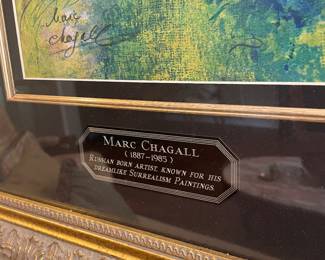 Marc
Chagall
MARC CHAGALL
(1887-1985)
RUSSIAN BORN ARTIST, KNOWN FOR HIS
DREAMLIKE SURREALISM PAINTINGS.